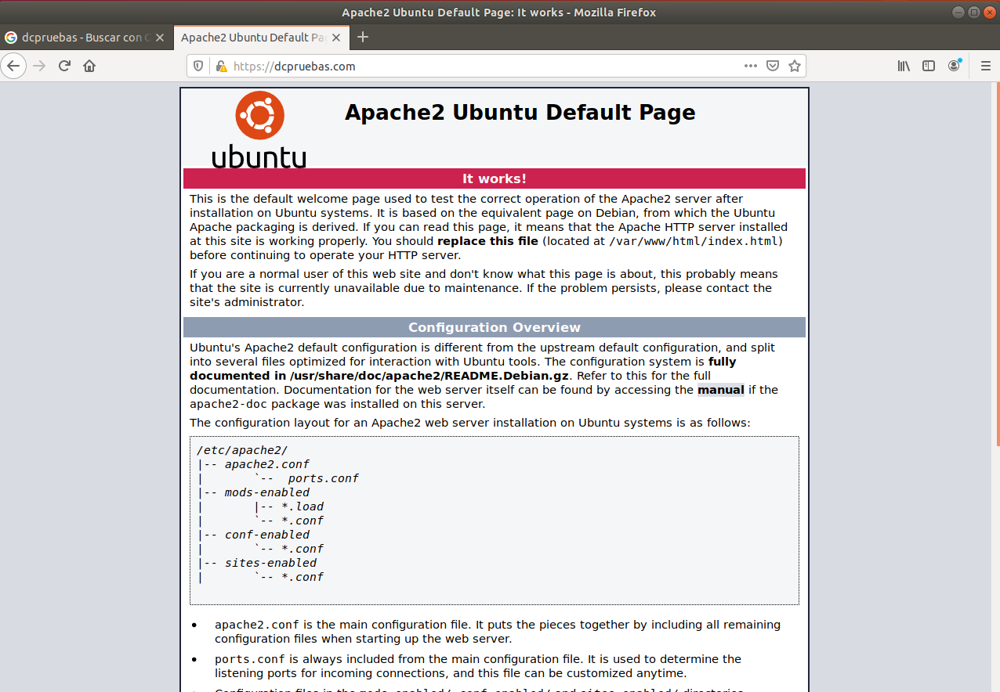 Apache2 Ubuntu Default Page: It works - Mozilla Firefox
dcpruebas - Buscar con
Apache2 Ubuntu Default Pa
https://dcpruebas.com
ubuntu
Apache2 Ubuntu Default Page
It works!
This is the default welcome page used to test the correct operation of the Apache2 server after
installation on Ubuntu systems. It is based on the equivalent page on Debian, from which the Ubuntu
Apache packaging is derived. If you can read this page, it means that the Apache HTTP server installed
at this site is working properly. You should replace this file (located at /var/www/html/index.html)
before continuing to operate your HTTP server.
If you are a normal user of this web site and don't know what this page is about, this probably means
that the site is currently unavailable due to maintenance. If the problem persists, please contact the
site's administrator.
Configuration Overview
Ubuntu's Apache2 default configuration is different from the upstream default configuration, and split
into several files optimized for interaction with Ubuntu tools. The configuration system is fully
documented in /usr/share/doc/apache2/README.Debian.gz. Refer to this for the full
documentation. Documentation for the web server itself can be found by accessing the manual if the
apache2-doc package was installed on this server.
The configuration layout for an Apache2 web server installation on Ubuntu systems is as follows:
/etc/apache2/
|-- apache2.conf
|       `--  ports.conf
|-- mods-enabled
|       |-- *.load
|       `-- *.conf
|-- conf-enabled
|       `-- *.conf
|-- sites-enabled
|       `-- *.conf
• apache2.conf is the main configuration file. It puts the pieces together by including all remaining
configuration files when starting up the web server.
• ports.conf is always included from the main configuration file. It is used to determine the
listening ports for incoming connections, and this file can be customized anytime.
Configuration files in the mods-enabled/, conf-enabled/ and sites-enabled/ directories